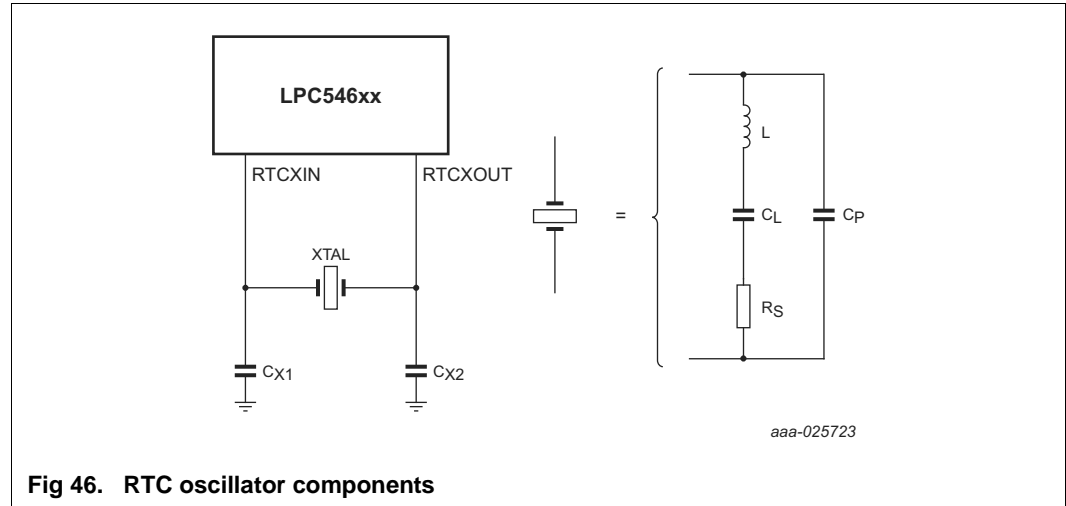 LPC546xx
RTCXIN
RTCXOUT
XTAL
CX1
CX2
=
L
CL
CP
RS
aaa-025723
Fig 46. RTC oscillator components